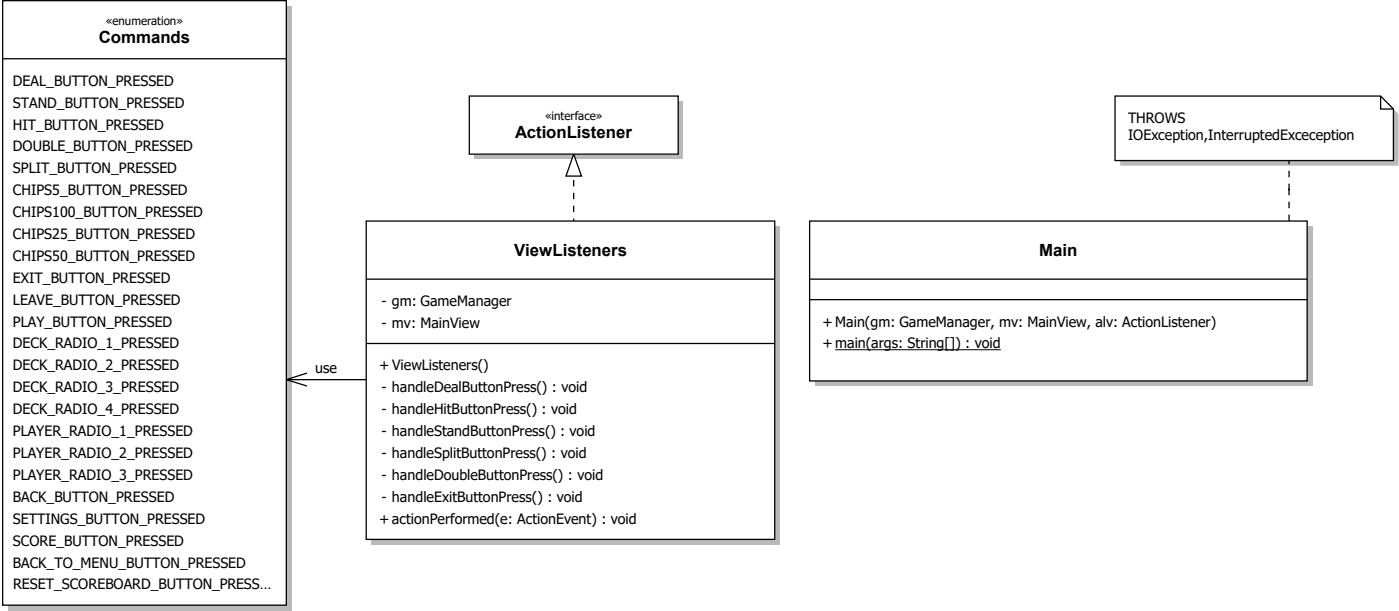 «enumeration»
Commands
DEAL_BUTTON_PRESSED
STAND_BUTTON_PRESSED
HIT_BUTTON_PRESSED
DOUBLE_BUTTON_PRESSED
SPLIT_BUTTON_PRESSED
CHIPS5_BUTTON_PRESSED
CHIPS100_BUTTON_PRESSED
CHIPS25_BUTTON_PRESSED
CHIPS50_BUTTON_PRESSED
EXIT_BUTTON_PRESSED
LEAVE_BUTTON_PRESSED
PLAY_BUTTON_PRESSED
DECK_RADIO_1_PRESSED
DECK_RADIO_2_PRESSED
DECK_RADIO_3_PRESSED
DECK_RADIO_4_PRESSED
PLAYER_RADIO_1_PRESSED
PLAYER_RADIO_2_PRESSED
PLAYER_RADIO_3_PRESSED
BACK_BUTTON_PRESSED
SETTINGS_BUTTON_PRESSED
SCORE_BUTTON_PRESSED
BACK_TO_MENU_BUTTON_PRESSED
RESET_SCOREBOARD_BUTTON_PRESS...
use
«interface»
ActionListener
ViewListeners
- gm: GameManager
- mv: MainView
+ ViewListeners()
- handleDealButtonPress() : void
- handleHitButtonPress() : void
- handleStandButtonPress() : void
- handleSplitButtonPress() : void
- handleDoubleButtonPress() : void
- handleExitButtonPress() : void
+ actionPerformed(e: ActionEvent) : void
THROWS
IOException,InterruptedExceception
Main
+ Main(gm: GameManager, mv: MainView, alv: ActionListener)
+ main(args: String[]) : void